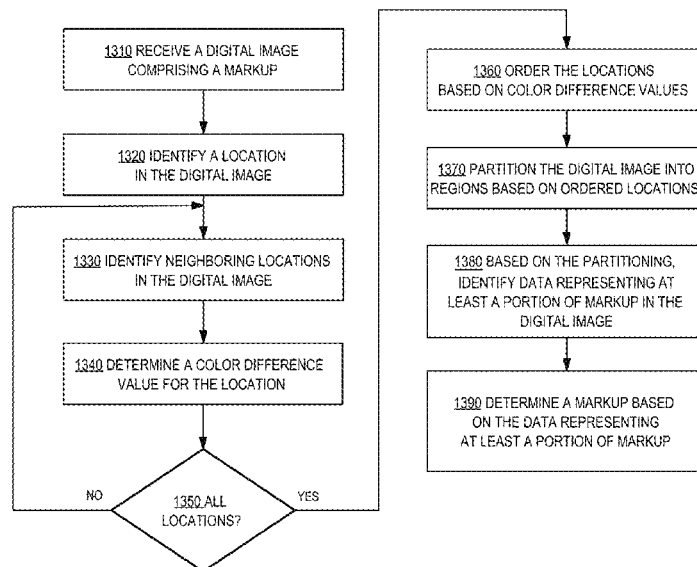 1310 RECEIVE A DIGITAL IMAGE
COMPRISING A MARKUP
1320 IDENTIFY A LOCATION
IN THE DIGITAL IMAGE
1330 IDENTIFY NEIGHBORING LOCATIONS
IN THE DIGITAL IMAGE
1340 DETERMINE A COLOR DIFFERENCE
VALUE FOR THE LOCATION
NO
1350 ALL
LOCATIONS?
YES
1360 ORDER THE LOCATIONS
BASED ON COLOR DIFFERENCE VALUES
1370 PARTITION THE DIGITAL IMAGE INTO
REGIONS BASED ON ORDERED LOCATIONS
1380 BASED ON THE PARTITIONING,
IDENTIFY DATA REPRESENTING AT
LEAST A PORTION OF MARKUP IN THE
DIGITAL IMAGE
1390 DETERMINE A MARKUP BASED
ON THE DATA REPRESENTING
AT LEAST A PORTION OF MARKUP